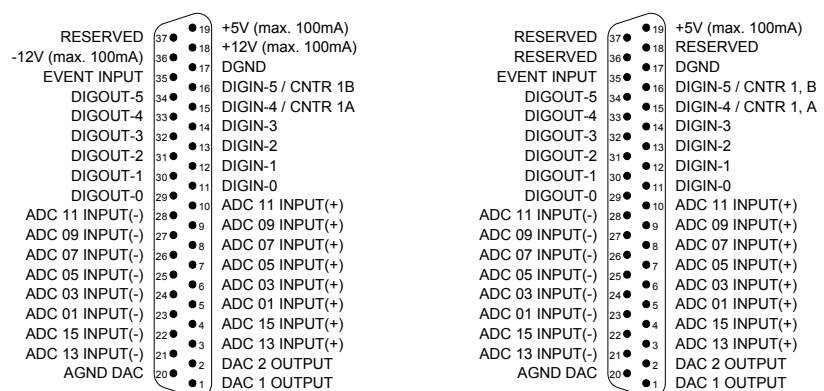 RESERVED 37 19 +5V (max. 100mA)
-12V (max. 100mA) 36 18 +12V (max. 100mA)
EVENT INPUT 35 17 DGND
DIGOUT-5 34 16 DIGIN-5 / CNTR 1B
DIGOUT-4 33 15 DIGIN-4 / CNTR 1A
DIGOUT-3 32 14 DIGIN-3
DIGOUT-2 31 13 DIGIN-2
DIGOUT-1 30 12 DIGIN-1
DIGOUT-0 29 11 DIGIN-0
ADC 11 INPUT(-) 28 10 ADC 11 INPUT(+)
ADC 09 INPUT(-) 27 9 ADC 09 INPUT(+)
ADC 07 INPUT(-) 26 8 ADC 07 INPUT(+)
ADC 05 INPUT(-) 25 7 ADC 05 INPUT(+)
ADC 03 INPUT(-) 24 6 ADC 03 INPUT(+)
ADC 01 INPUT(-) 23 5 ADC 01 INPUT(+)
ADC 15 INPUT(-) 22 4 ADC 15 INPUT(+)
ADC 13 INPUT(-) 21 3 ADC 13 INPUT(+)
AGND DAC 20 2 DAC 2 OUTPUT
1 DAC 1 OUTPUT
RESERVED 37 19 +5V (max. 100mA)
RESERVED 36 18 RESERVED
EVENT INPUT 35 17 DGND
DIGOUT-5 34 16 DIGIN-5 / CNTR 1, B
DIGOUT-4 33 15 DIGIN-4 / CNTR 1, A
DIGOUT-3 32 14 DIGIN-3
DIGOUT-2 31 13 DIGIN-2
DIGOUT-1 30 12 DIGIN-1
DIGOUT-0 29 11 DIGIN-0
ADC 11 INPUT(-) 28 10 ADC 11 INPUT(+)
ADC 09 INPUT(-) 27 9 ADC 09 INPUT(+)
ADC 07 INPUT(-) 26 8 ADC 07 INPUT(+)
ADC 05 INPUT(-) 25 7 ADC 05 INPUT(+)
ADC 03 INPUT(-) 24 6 ADC 03 INPUT(+)
ADC 01 INPUT(-) 23 5 ADC 01 INPUT(+)
ADC 15 INPUT(-) 22 4 ADC 15 INPUT(+)
ADC 13 INPUT(-) 21 3 ADC 13 INPUT(+)
AGND DAC 20 2 DAC 2 OUTPUT
1 DAC 1 OUTPUT